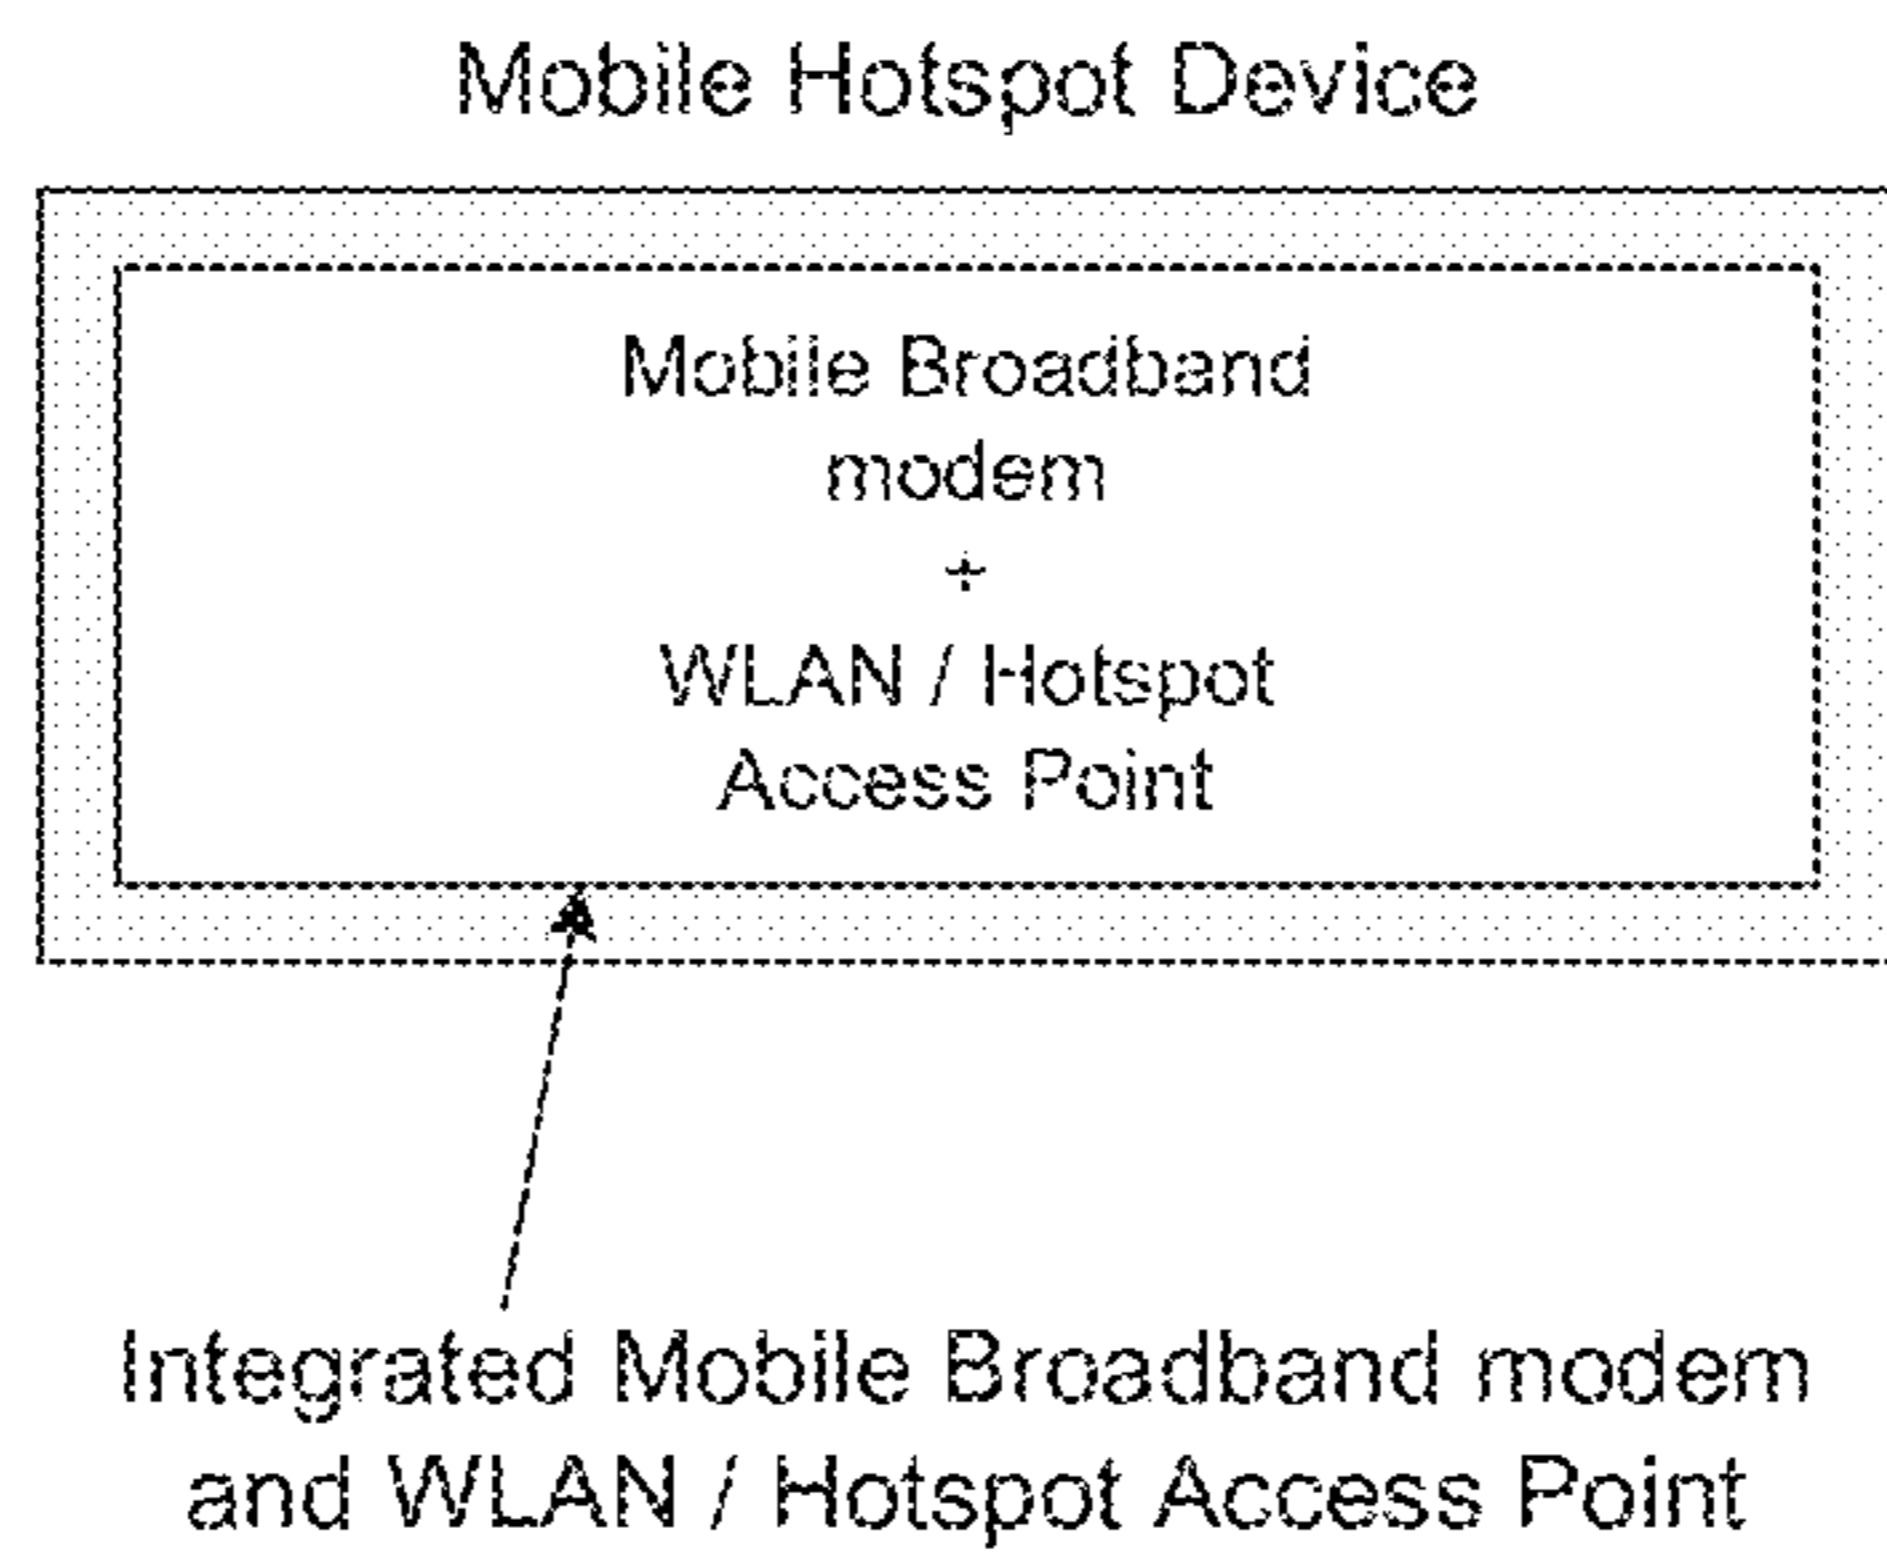 Mobile Hotspot Device
Mobile Broadband
modem
+
WLAN / Hotspot
Access Point
Integrated Mobile Broadband modem
and WLAN / Hotspot Access Point